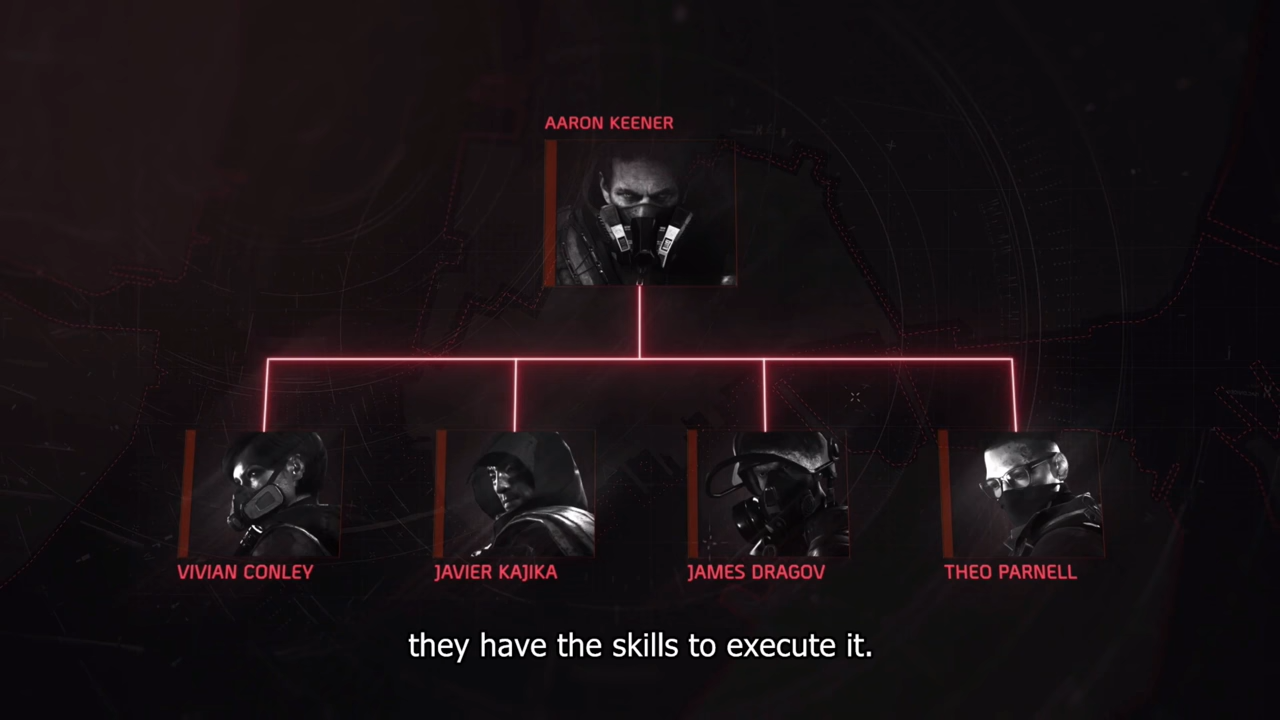 AARON KEENER
VIVIAN CONLEY
JAVIER KAJIKA
JAMES DRAGOV
THEO PARNELL
they have the skills to execute it.